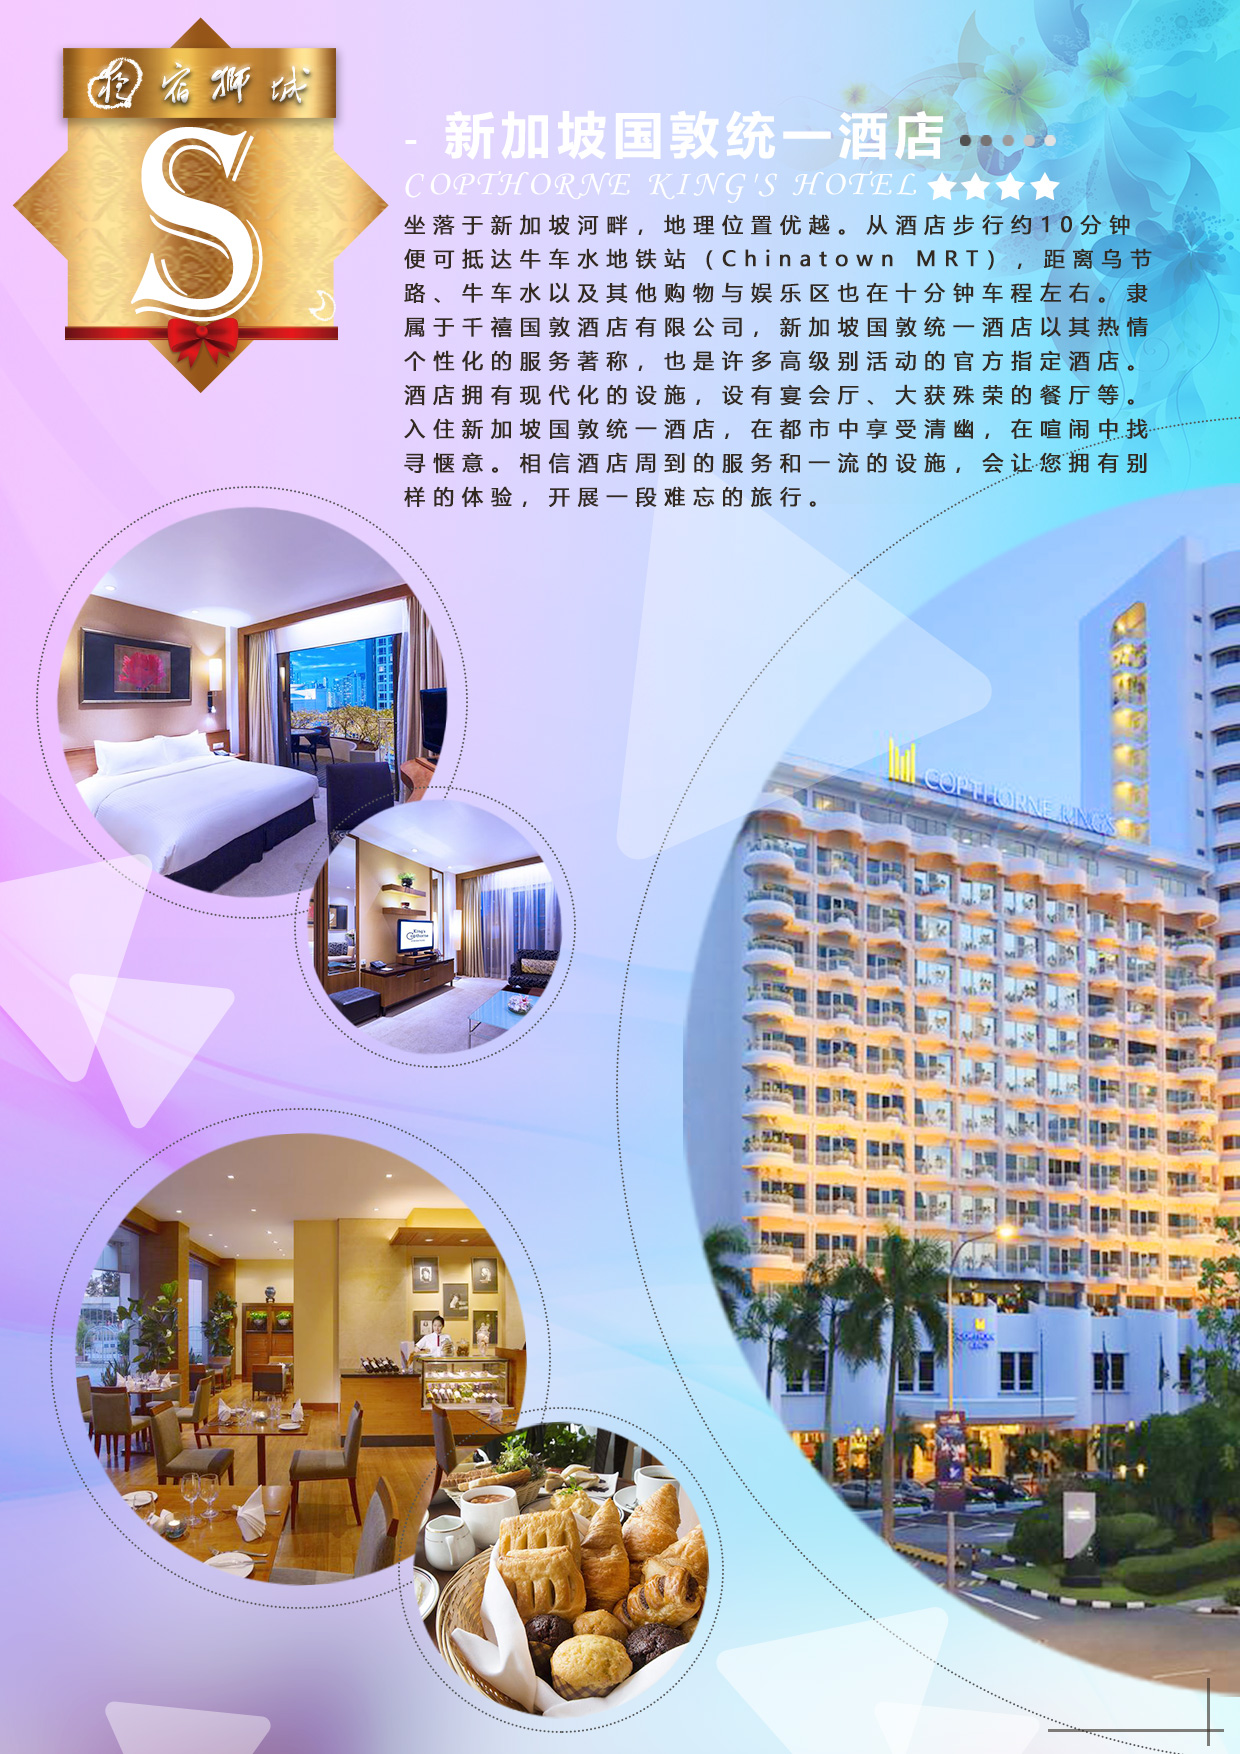 宿狮城
S
- 新加坡国敦统一酒店
COPTHORNE KING'S HOTEL
坐落于新加坡河畔，地理位置优越。从酒店步行约10分钟
便可抵达牛车水地铁站（Chinatown MRT），距离乌节
路、牛车水以及其他购物与娱乐区也在十分钟车程左右。隶
属于千禧国敦酒店有限公司，新加坡国敦统一酒店以其热情
个性化的服务著称，也是许多高级别活动的官方指定酒店。
酒店拥有现代化的设施，设有宴会厅、大获殊荣的餐厅等。
入住新加坡国敦统一酒店，在都市中享受清幽，在喧闹中找
寻惬意。相信酒店周到的服务和一流的设施，会让您拥有别
样的体验，开展一段难忘的旅行。
COPTHORNE KING'S
King's
Copthorne